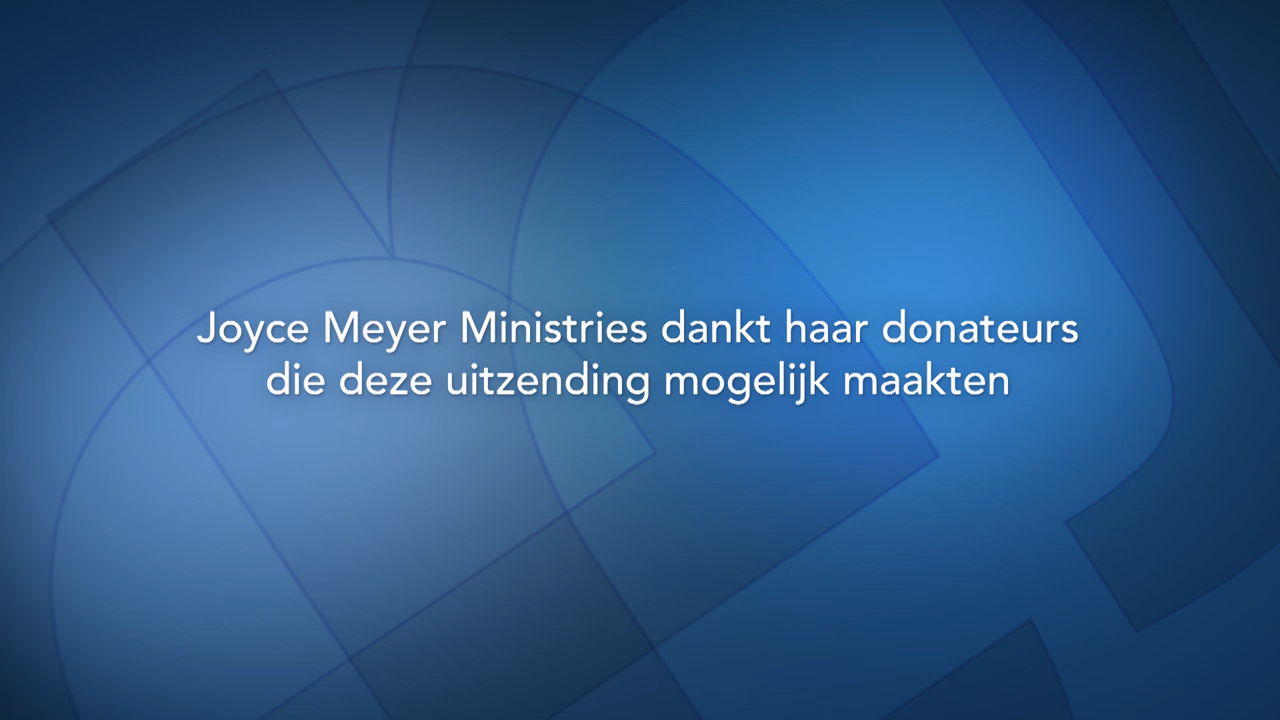 Joyce Meyer Ministries dankt haar donateurs
die deze uitzending mogelijk maakten